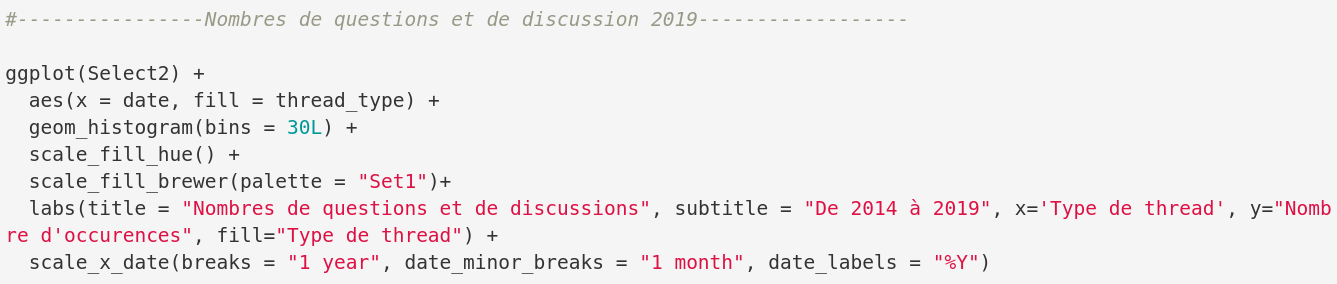 #----------------Nombres de questions et de discussion 2019------------------
ggplot(Select2) +
  aes(x = date, fill = thread_type) +
  geom_histogram(bins = 30L) +
  scale_fill_hue() +
  scale_fill_brewer(palette = "Set1")+
  labs(title = "Nombres de questions et de discussions", subtitle = "De 2014 à 2019", x='Type de thread', y="Nomb
re d'occurences", fill="Type de thread") +
  scale_x_date(breaks = "1 year", date_minor_breaks = "1 month", date_labels = "%Y")